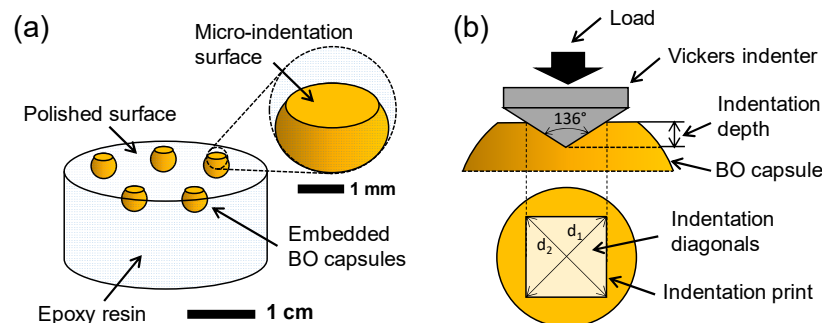 (a)
Micro-indentation
surface
Polished surface
1 mm
Embedded
BO capsules
Epoxy resin
1 cm
(b)
Load
Vickers indenter
136°
Indentation
depth
BO capsule
d₁
d₂
Indentation
diagonals
Indentation print